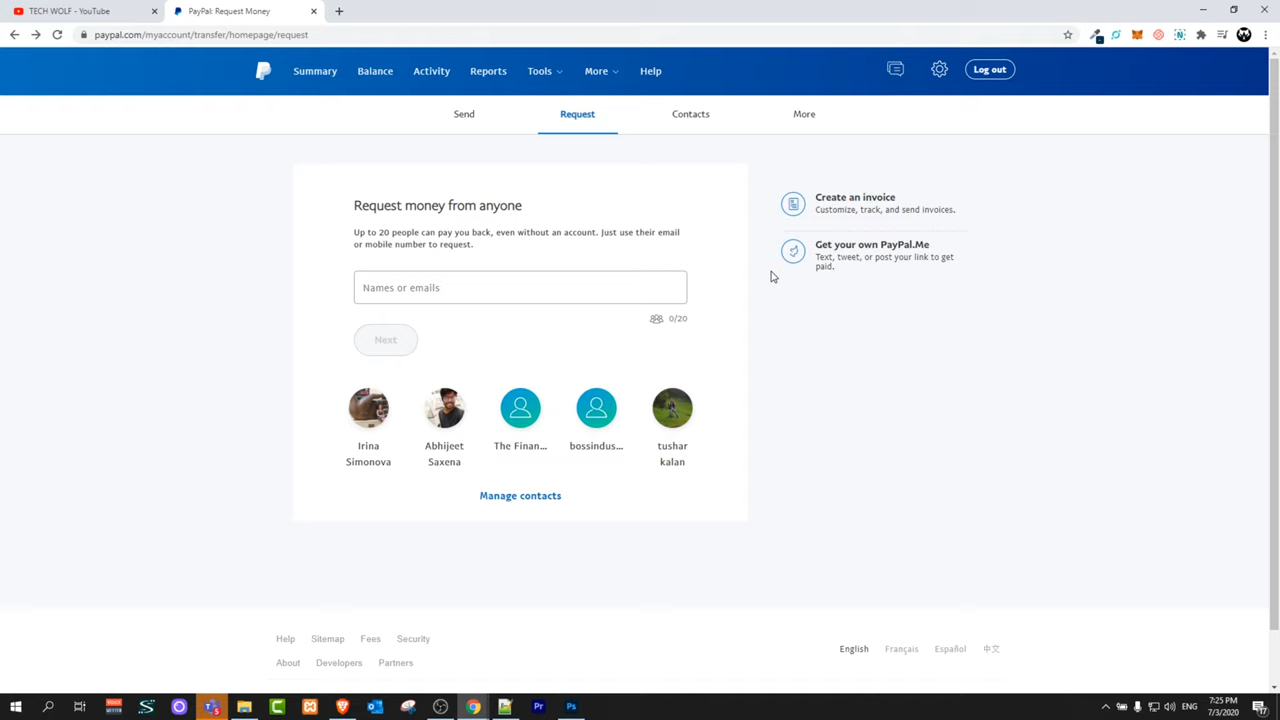 TECH WOLF - YouTube
PayPal: Request Money
paypal.com/myaccount/transfer/homepage/request
Summary
Balance
Activity
Reports
Tools
More
Help
Log out
Send
Request
Contacts
More
Request money from anyone
Up to 20 people can pay you back, even without an account. Just use their email
or mobile number to request.
Names or emails
0/20
Next
Irina
Simonova
Abhijeet
Saxena
The Finan...
bossindus...
tushar
kalan
Manage contacts
Create an invoice
Customize, track, and send invoices.
Get your own PayPal.Me
Text, tweet, or post your link to get
paid.
Help
Sitemap
Fees
Security
About
Developers
Partners
English
Français
Español
中文
ENG
7:25 PM
7/3/2020
17